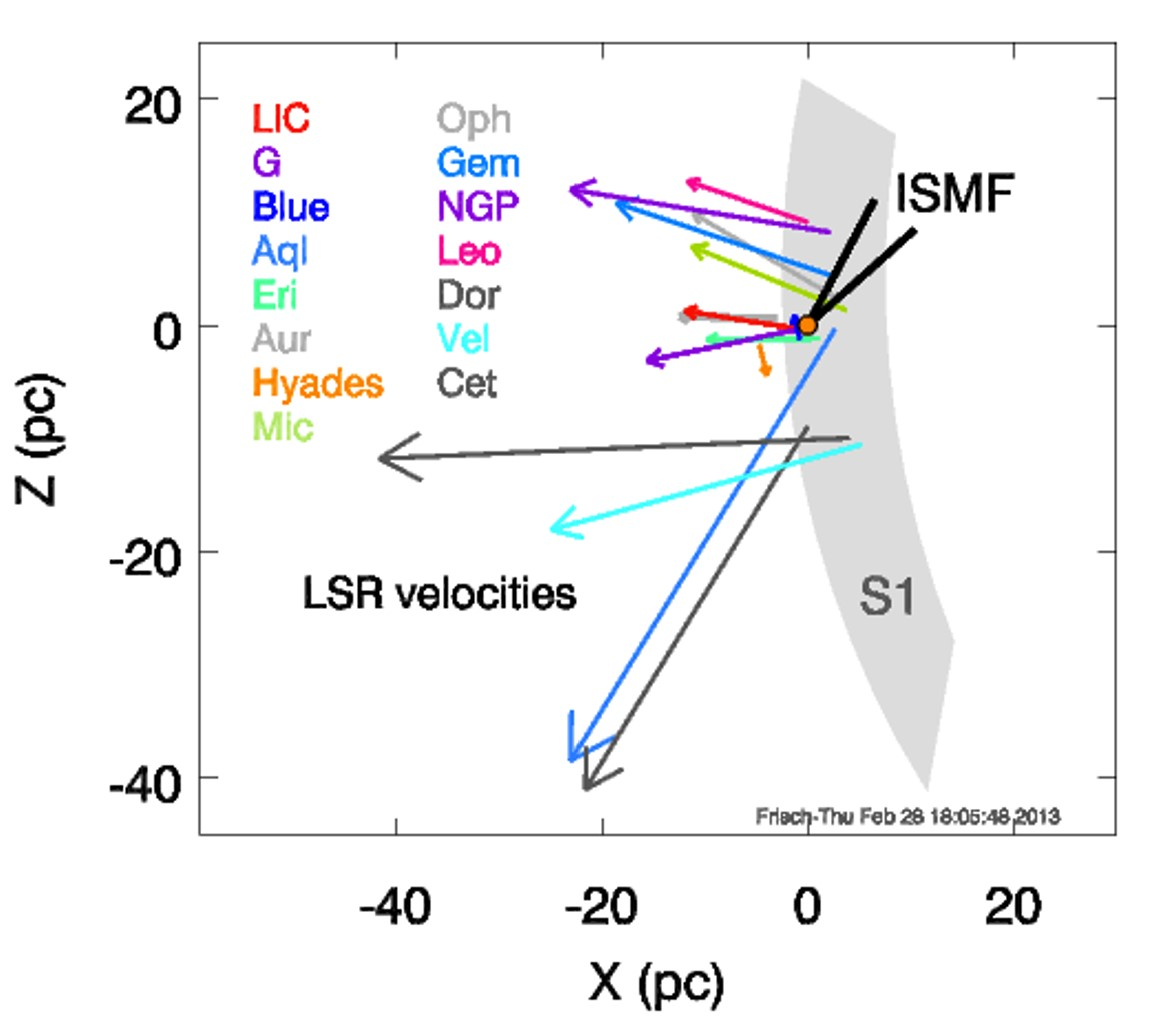 20
0
-20
-40
Z (pc)
LIC
G
Blue
Aql
Eri
Aur
Hyades
Mic
Oph
Gem
NGP
Leo
Dor
Vel
Cet
ISMF
LSR velocities
S1
Frisch-Thu Feb 28 18:05:48 2013
-40 -20 0 20
X (pc)